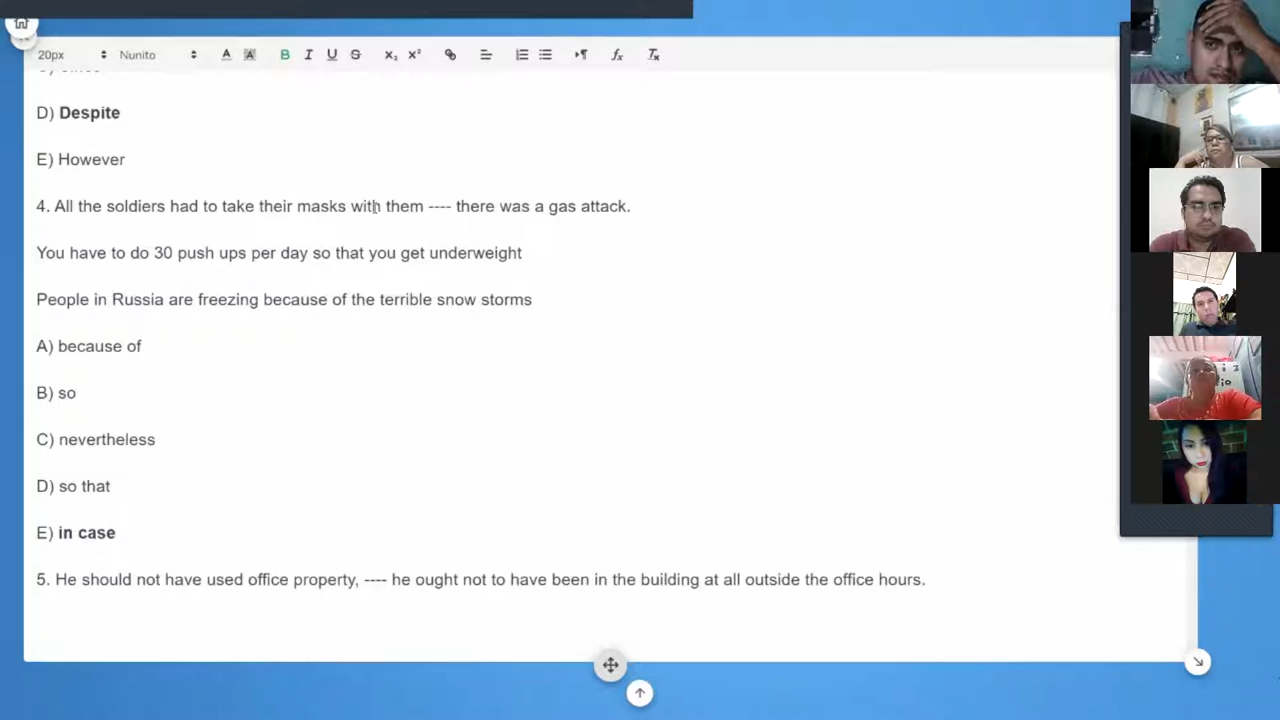 20px
Nunito
D) Despite
E) However
4. All the soldiers had to take their masks with them ---- there was a gas attack.
You have to do 30 push ups per day so that you get underweight
People in Russia are freezing because of the terrible snow storms
A) because of
B) so
C) nevertheless
D) so that
E) in case
5. He should not have used office property, ---- he ought not to have been in the building at all outside the office hours.